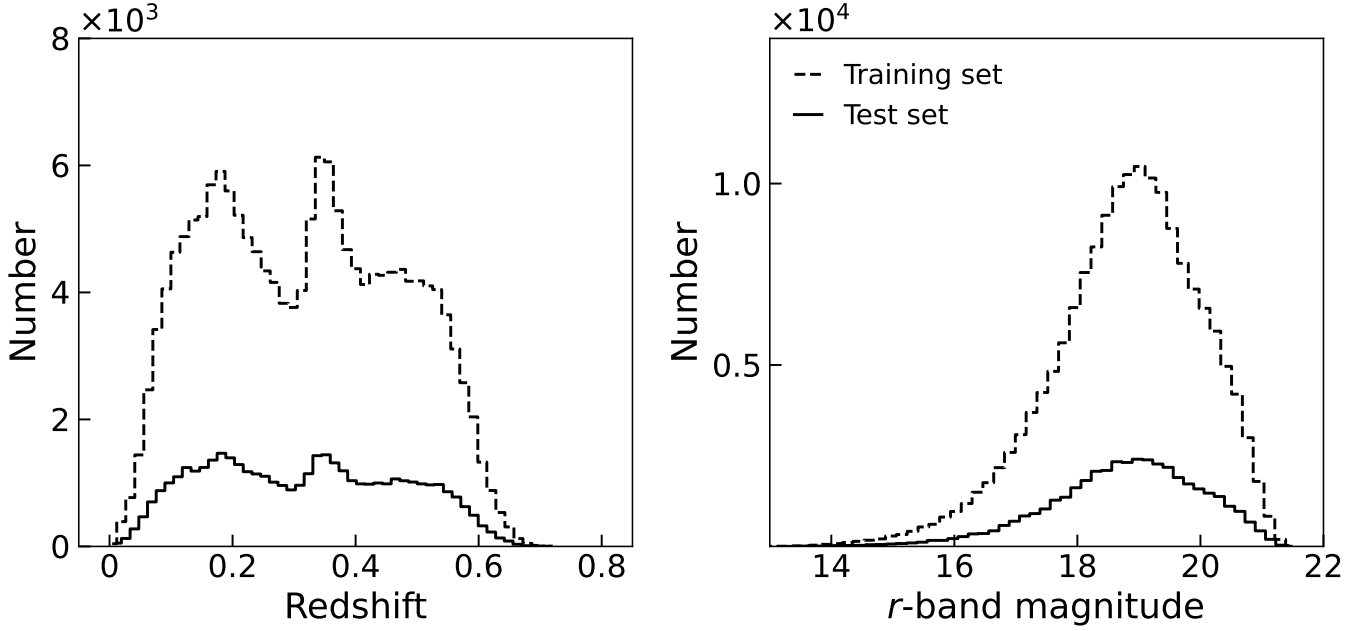 ×10³
8
6
4
2
0
Number
0 0.2 0.4 0.6 0.8
Redshift
×10⁴
Training set
Test set
1.0
0.5
Number
14 16 18 20 22
r-band magnitude